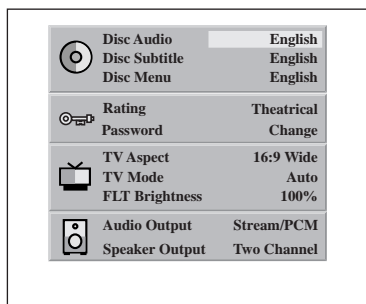 Disc Audio English
Disc Subtitle English
Disc Menu English
Rating Theatrical
Password Change
TV Aspect 16:9 Wide
TV Mode Auto
FLT Brightness 100%
Audio Output Stream/PCM
Speaker Output Two Channel